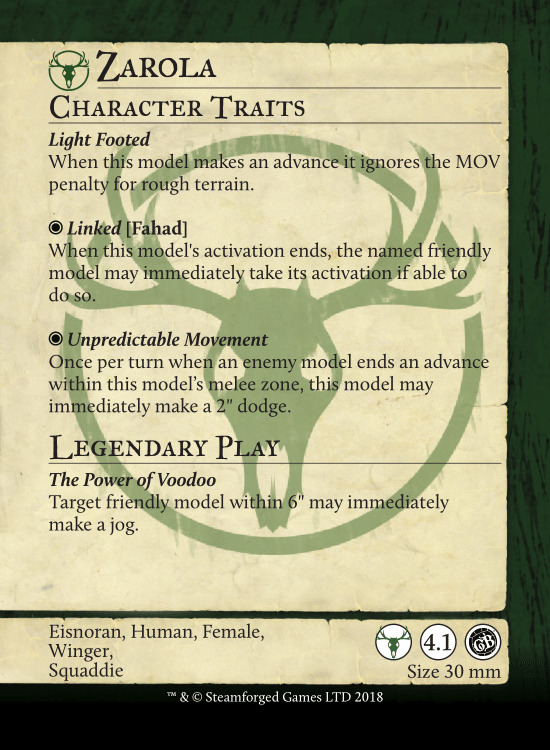 Zarola
Character Traits
Light Footed
When this model makes an advance it ignores the MOV
penalty for rough terrain.
Linked [Fahad]
When this model's activation ends, the named friendly
model may immediately take its activation if able to
do so.
Unpredictable Movement
Once per turn when an enemy model ends an advance
within this model's melee zone, this model may
immediately make a 2" dodge.
Legendary Play
The Power of Voodoo
Target friendly model within 6" may immediately
make a jog.
Eisnoran, Human, Female,
Winger,
Squaddie
4.1
GB
Size 30 mm
™ & © Steamforged Games LTD 2018